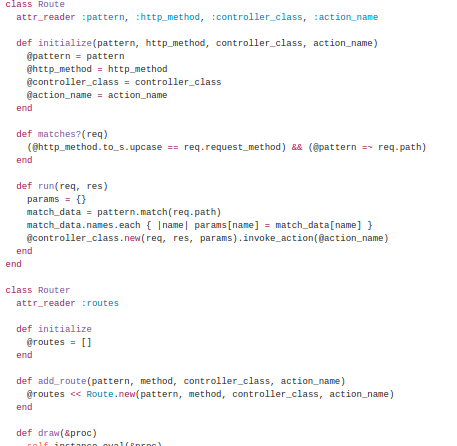 class Route
attr_reader :pattern, :http_method, :controller_class, :action_name
def initialize(pattern, http_method, controller_class, action_name)
@pattern = pattern
@http_method = http_method
@controller_class = controller_class
@action_name = action_name
end
def matches?(req)
(@http_method.to_s.upcase == req.request_method) && (@pattern =~ req.path)
end
def run(req, res)
params = {}
match_data = pattern.match(req.path)
match_data.names.each { |name| params[name] = match_data[name] }
@controller_class.new(req, res, params).invoke_action(@action_name)
end
end
class Router
attr_reader :routes
def initialize
@routes = []
end
def add_route(pattern, method, controller_class, action_name)
@routes << Route.new(pattern, method, controller_class, action_name)
end
def draw(&proc)
self.instance_eval(&proc)